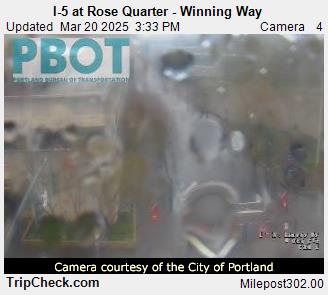 I-5 at Rose Quarter - Winning Way
Updated Mar 20 2025 3:33 PM Camera 4
PBOT
PORTLAND BUREAU OF TRANSPORTATION
Camera courtesy of the City of Portland
TripCheck.com Milepost302.00